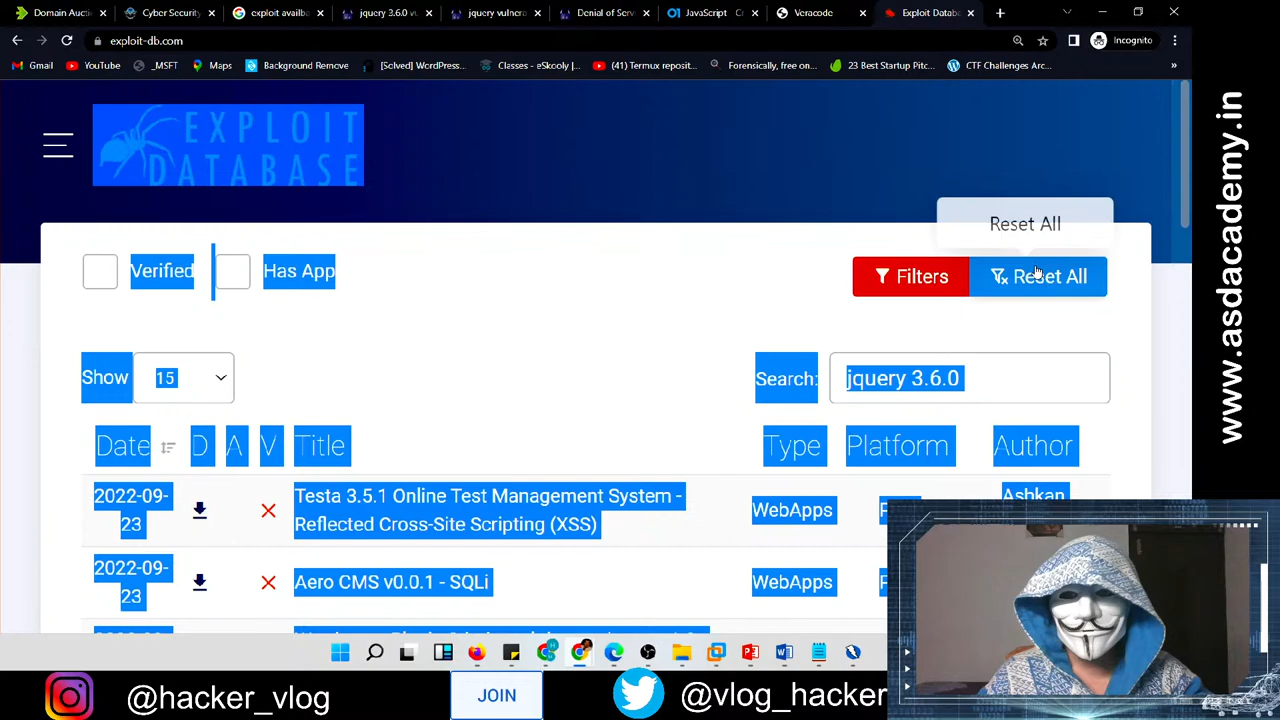 Domain Aucti
Cyber Security
exploit availba
jquery 3.6.0 vu
jquery vulnera
Denial of Serv
JavaScript C
Veracode
Exploit Databa
exploit-db.com
Incognito
Gmail
YouTube
_MSFT
Maps
Background Remove
[Solved] WordPress...
Classes - eSkooly |...
(41) Termux reposit...
Forensically, free on...
23 Best Startup Pitc...
CTF Challenges Arc...
EXPLOIT
DATABASE
Reset All
Verified
Has App
Filters
Reset All
Show
15
Search:
jquery 3.6.0
Date
D
A
V
Title
Type
Platform
Author
2022-09-
23
Testa 3.5.1 Online Test Management System -
Reflected Cross-Site Scripting (XSS)
WebApps
Ashkan
2022-09-
23
Aero CMS v0.0.1 - SQLi
WebApps
www.asdacademy.in
@hacker_vlog
JOIN
@vlog_hacker